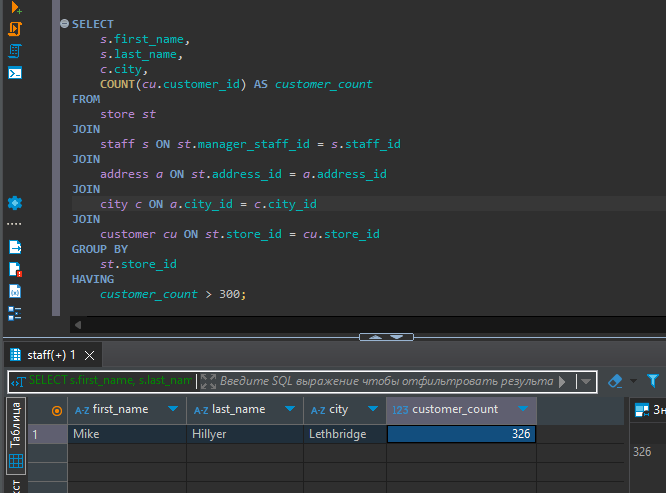 SELECT
s.first_name,
s.last_name,
c.city,
COUNT(cu.customer_id) AS customer_count
FROM
store st
JOIN
staff s ON st.manager_staff_id = s.staff_id
JOIN
address a ON st.address_id = a.address_id
JOIN
city c ON a.city_id = c.city_id
JOIN
customer cu ON st.store_id = cu.store_id
GROUP BY
st.store_id
HAVING
customer_count > 300;
staff(+) 1
SELECT s.first_name, s.last_nam
Введите SQL выражение чтобы отфильтровать результа
Таблица
A-Z first_name
A-Z last_name
A-Z city
123 customer_count
Зн
1 Mike Hillyer Lethbridge 326
326
кст